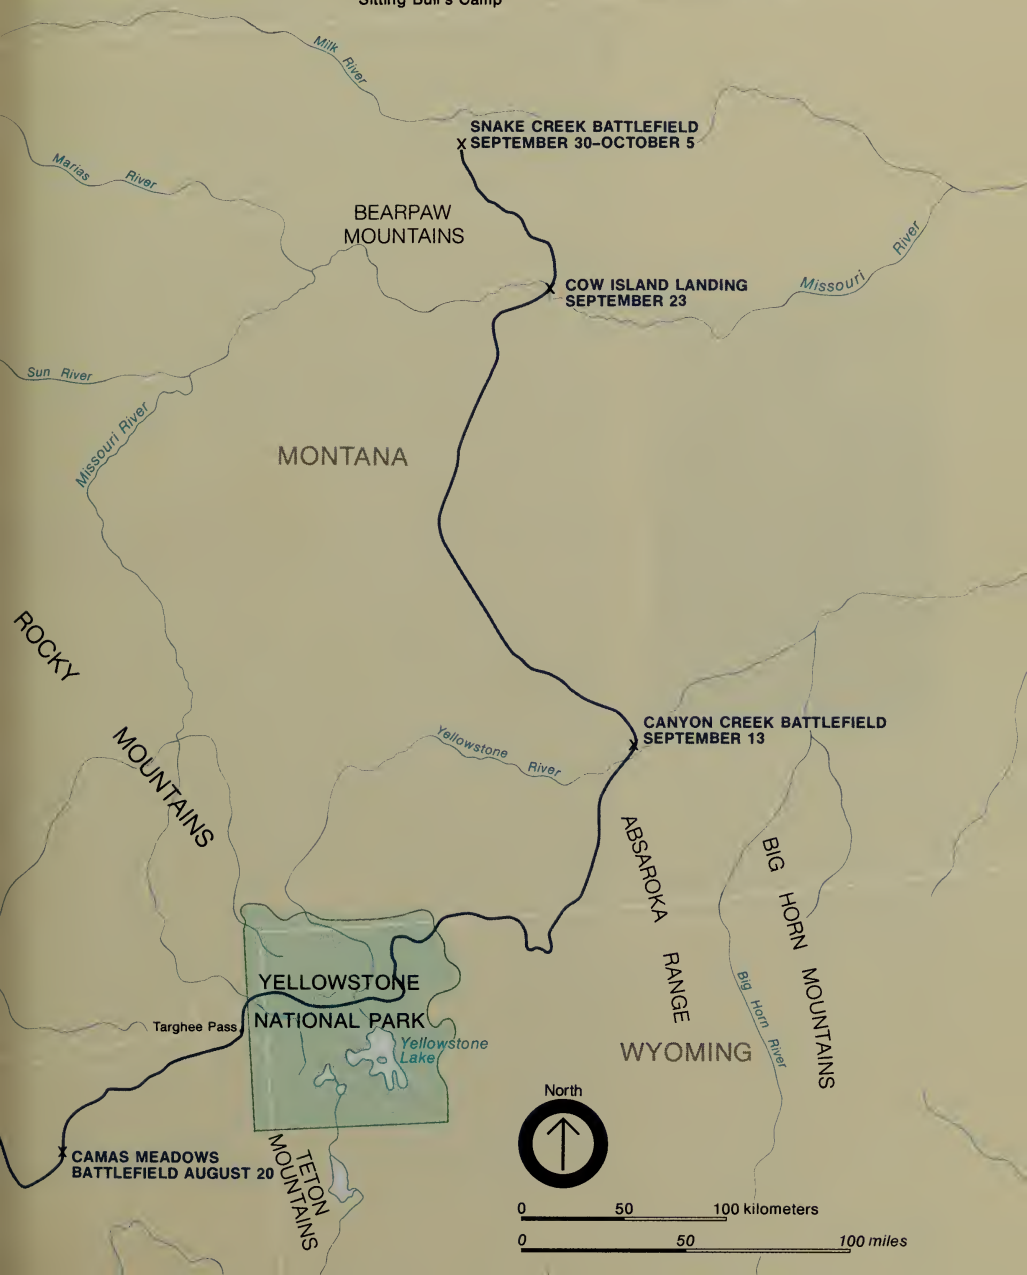 Sitting Bull's Camp
Milk River
SNAKE CREEK BATTLEFIELD
SEPTEMBER 30–OCTOBER 5
Marias River
BEARPAW
MOUNTAINS
Missouri River
COW ISLAND LANDING
SEPTEMBER 23
Sun River
Missouri River
MONTANA
ROCKY
MOUNTAINS
CANYON CREEK BATTLEFIELD
SEPTEMBER 13
Yellowstone River
ABSAROKA RANGE
BIG HORN MOUNTAINS
Big Horn River
YELLOWSTONE
NATIONAL PARK
Targhee Pass
Yellowstone
Lake
WYOMING
North
CAMAS MEADOWS
BATTLEFIELD AUGUST 20
TETON
MOUNTAINS
0 50 100 kilometers
0 50 100 miles